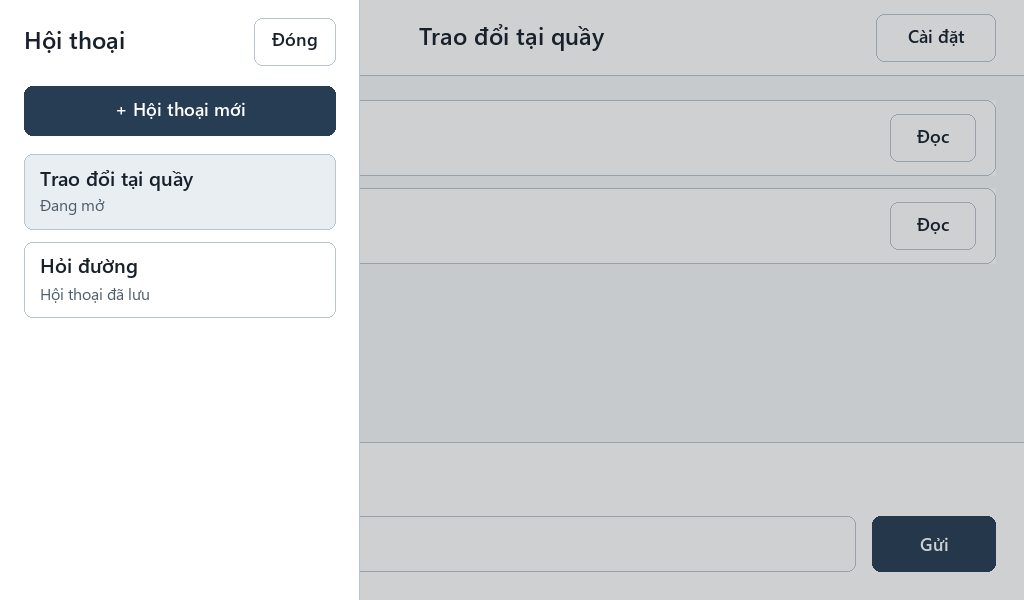 Hội thoại
Đóng
+ Hội thoại mới
Trao đổi tại quầy
Đang mở
Hỏi đường
Hội thoại đã lưu
Trao đổi tại quầy
Cài đặt
Đọc
Đọc
Gửi